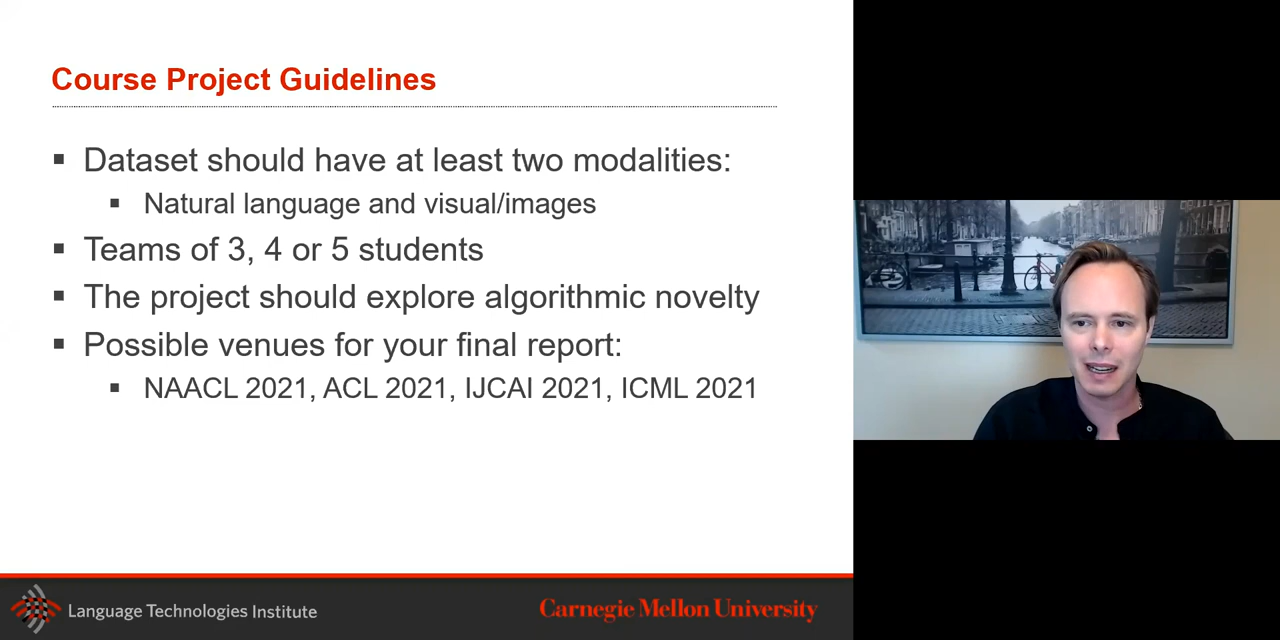 Course Project Guidelines
▪ Dataset should have at least two modalities:
▪ Natural language and visual/images
▪ Teams of 3, 4 or 5 students
▪ The project should explore algorithmic novelty
▪ Possible venues for your final report:
▪ NAACL 2021, ACL 2021, IJCAI 2021, ICML 2021
Language Technologies Institute
Carnegie Mellon University